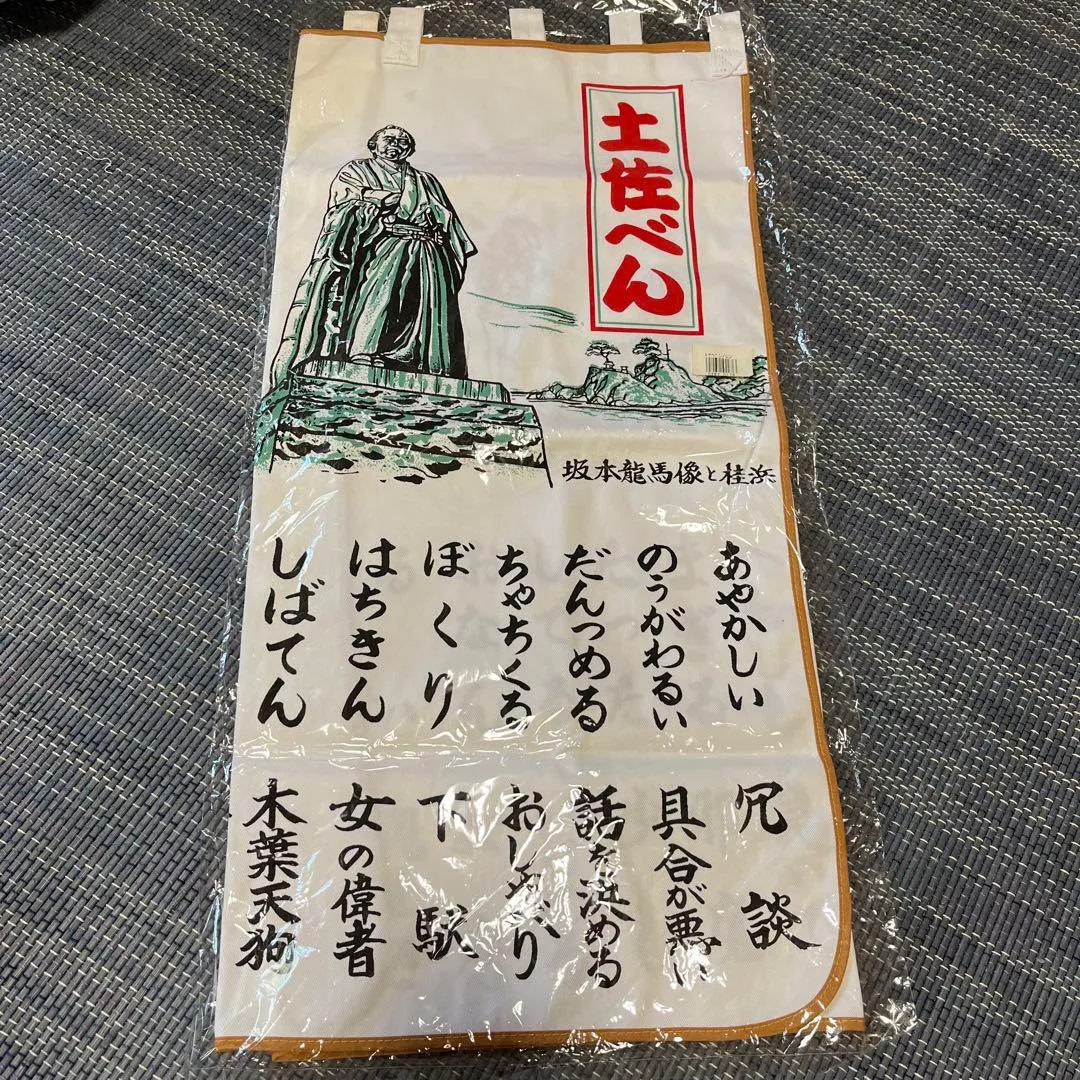 土佐べん
坂本龍馬像と桂浜
あやかしい
冗談
のうがわるい
具合が悪い
だんつめる
話を決める
ちゃちくる
おしゃべり
ぼくり
下駄
はちきん
女の偉者
しばてん
木葉天狗